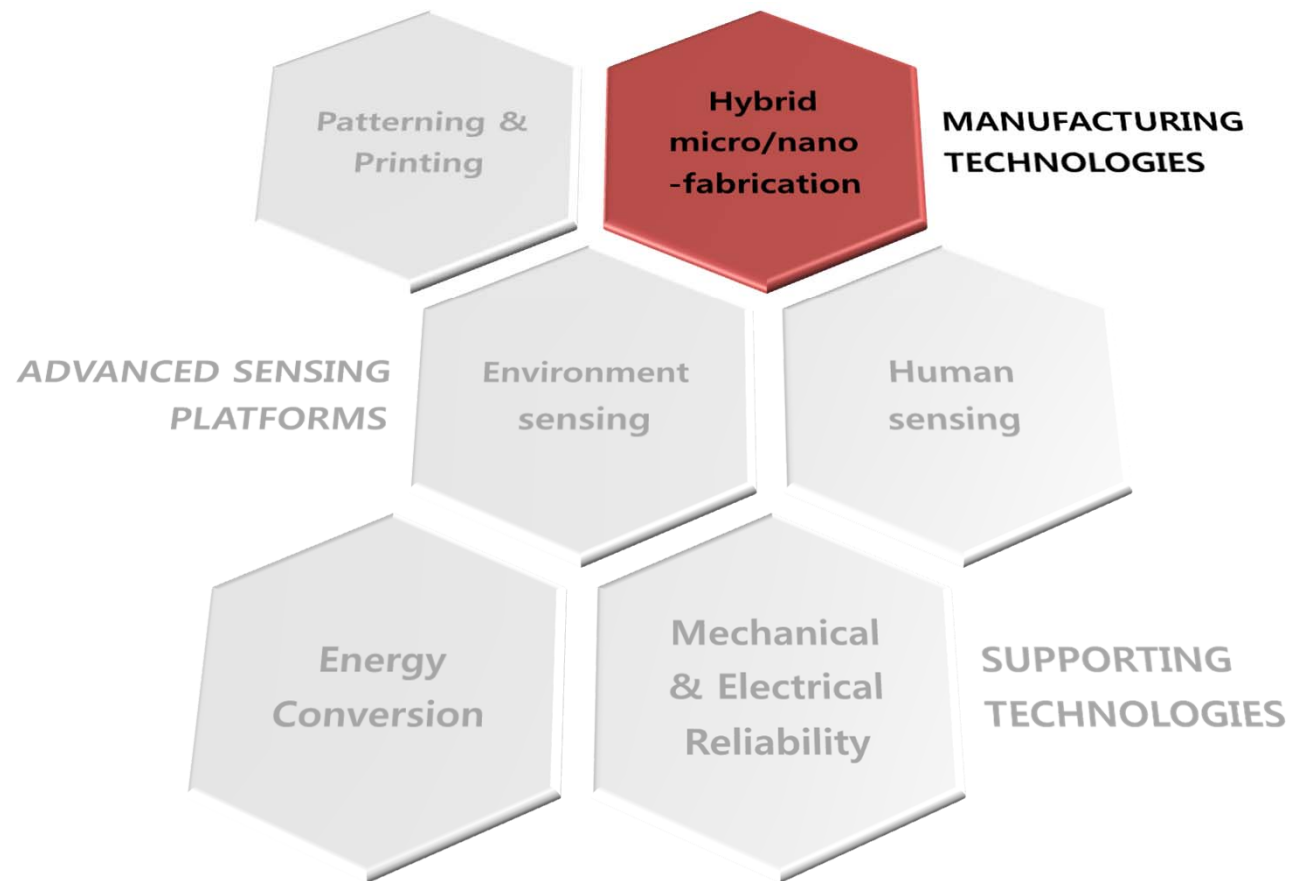 Patterning &
Printing
Hybrid
micro/nano
-fabrication
MANUFACTURING
TECHNOLOGIES
ADVANCED SENSING
PLATFORMS
Environment
sensing
Human
sensing
Energy
Conversion
Mechanical
& Electrical
Reliability
SUPPORTING
TECHNOLOGIES